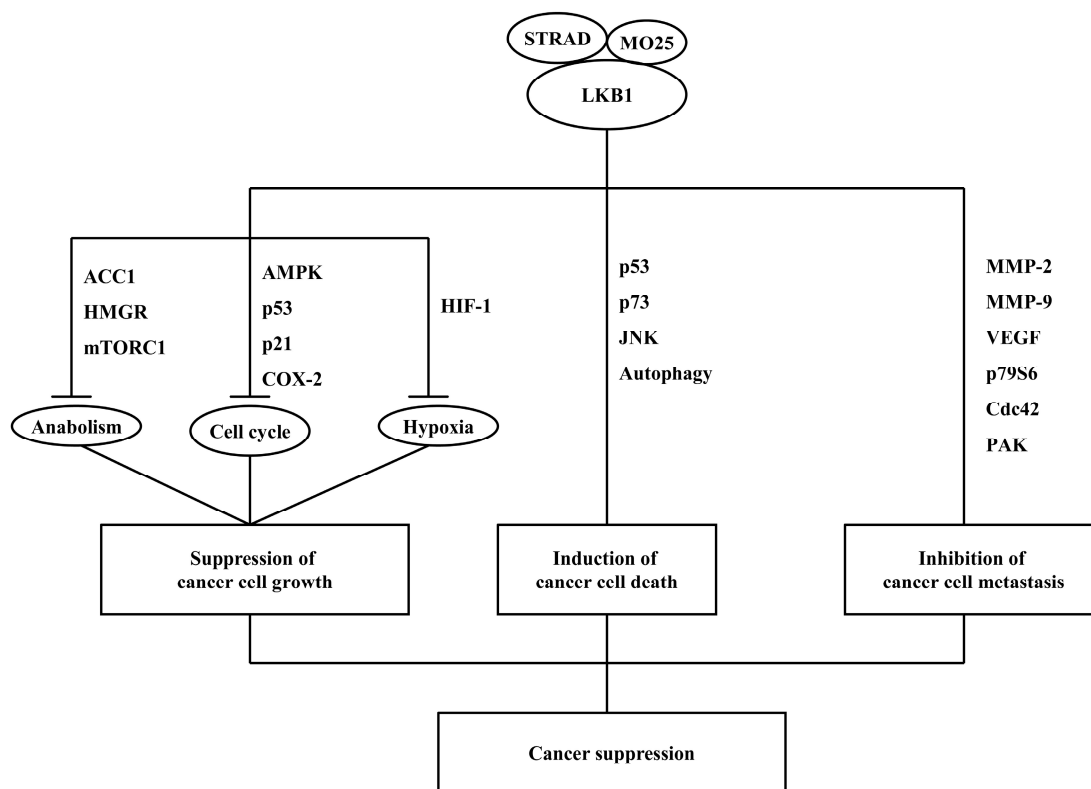 STRAD
MO25
LKB1
ACC1
HMGR
mTORC1
AMPK
p53
p21
COX-2
HIF-1
p53
p73
JNK
Autophagy
MMP-2
MMP-9
VEGF
p79S6
Cdc42
PAK
Anabolism
Cell cycle
Hypoxia
Suppression of
cancer cell growth
Induction of
cancer cell death
Inhibition of
cancer cell metastasis
Cancer suppression